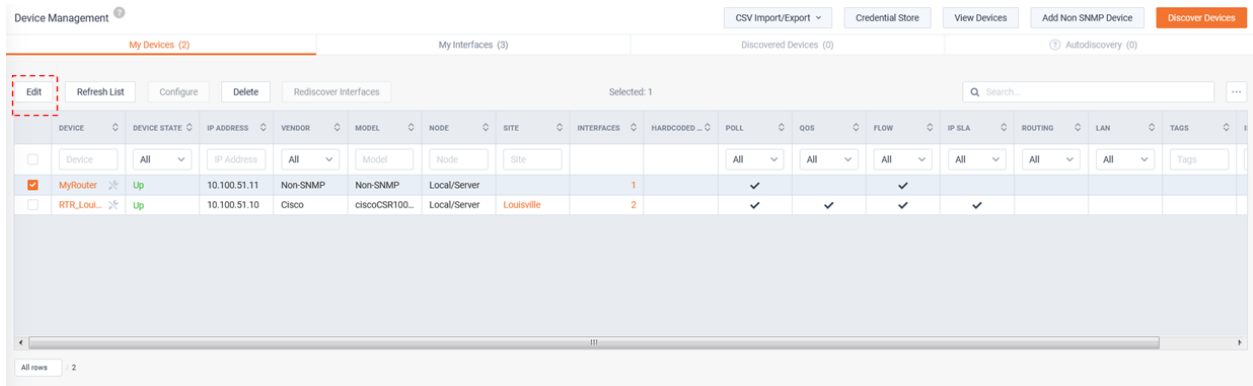 Device Management ?
CSV Import/Export Credential Store View Devices Add Non SNMP Device Discover Devices
My Devices (2) My Interfaces (3) Discovered Devices (0) ? Autodiscovery (0)
Edit Refresh List Configure Delete Rediscover Interfaces Selected: 1 Search... ...
DEVICE DEVICE STATE IP ADDRESS VENDOR MODEL NODE SITE INTERFACES HARDCODED ... POLL QOS FLOW IP SLA ROUTING LAN TAGS
Device All IP Address All Model Node Site All All All All All All Tags
MyRouter Up 10.100.51.11 Non-SNMP Non-SNMP Local/Server 1
RTR_Loui... Up 10.100.51.10 Cisco ciscoCSR100... Local/Server Louisville 2
All rows / 2